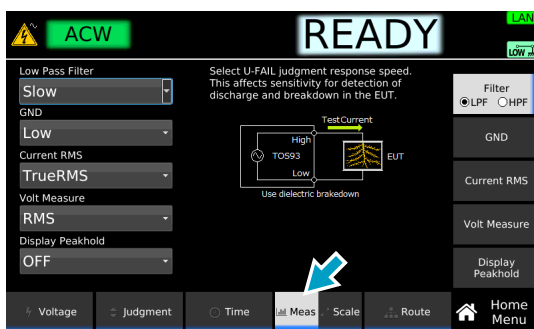 ACW
READY
LAN
LOW
Low Pass Filter
Slow
GND
Low
Current RMS
TrueRMS
Volt Measure
RMS
Display Peakhold
OFF
Select U-FAIL judgment response speed.
This affects sensitivity for detection of
discharge and breakdown in the EUT.
TestCurrent
High
TOS93
EUT
Low
Use dielectric brakedown
Filter
LPF HPF
GND
Current RMS
Volt Measure
Display
Peakhold
Voltage
Judgment
Time
Meas
Scale
Route
Home
Menu